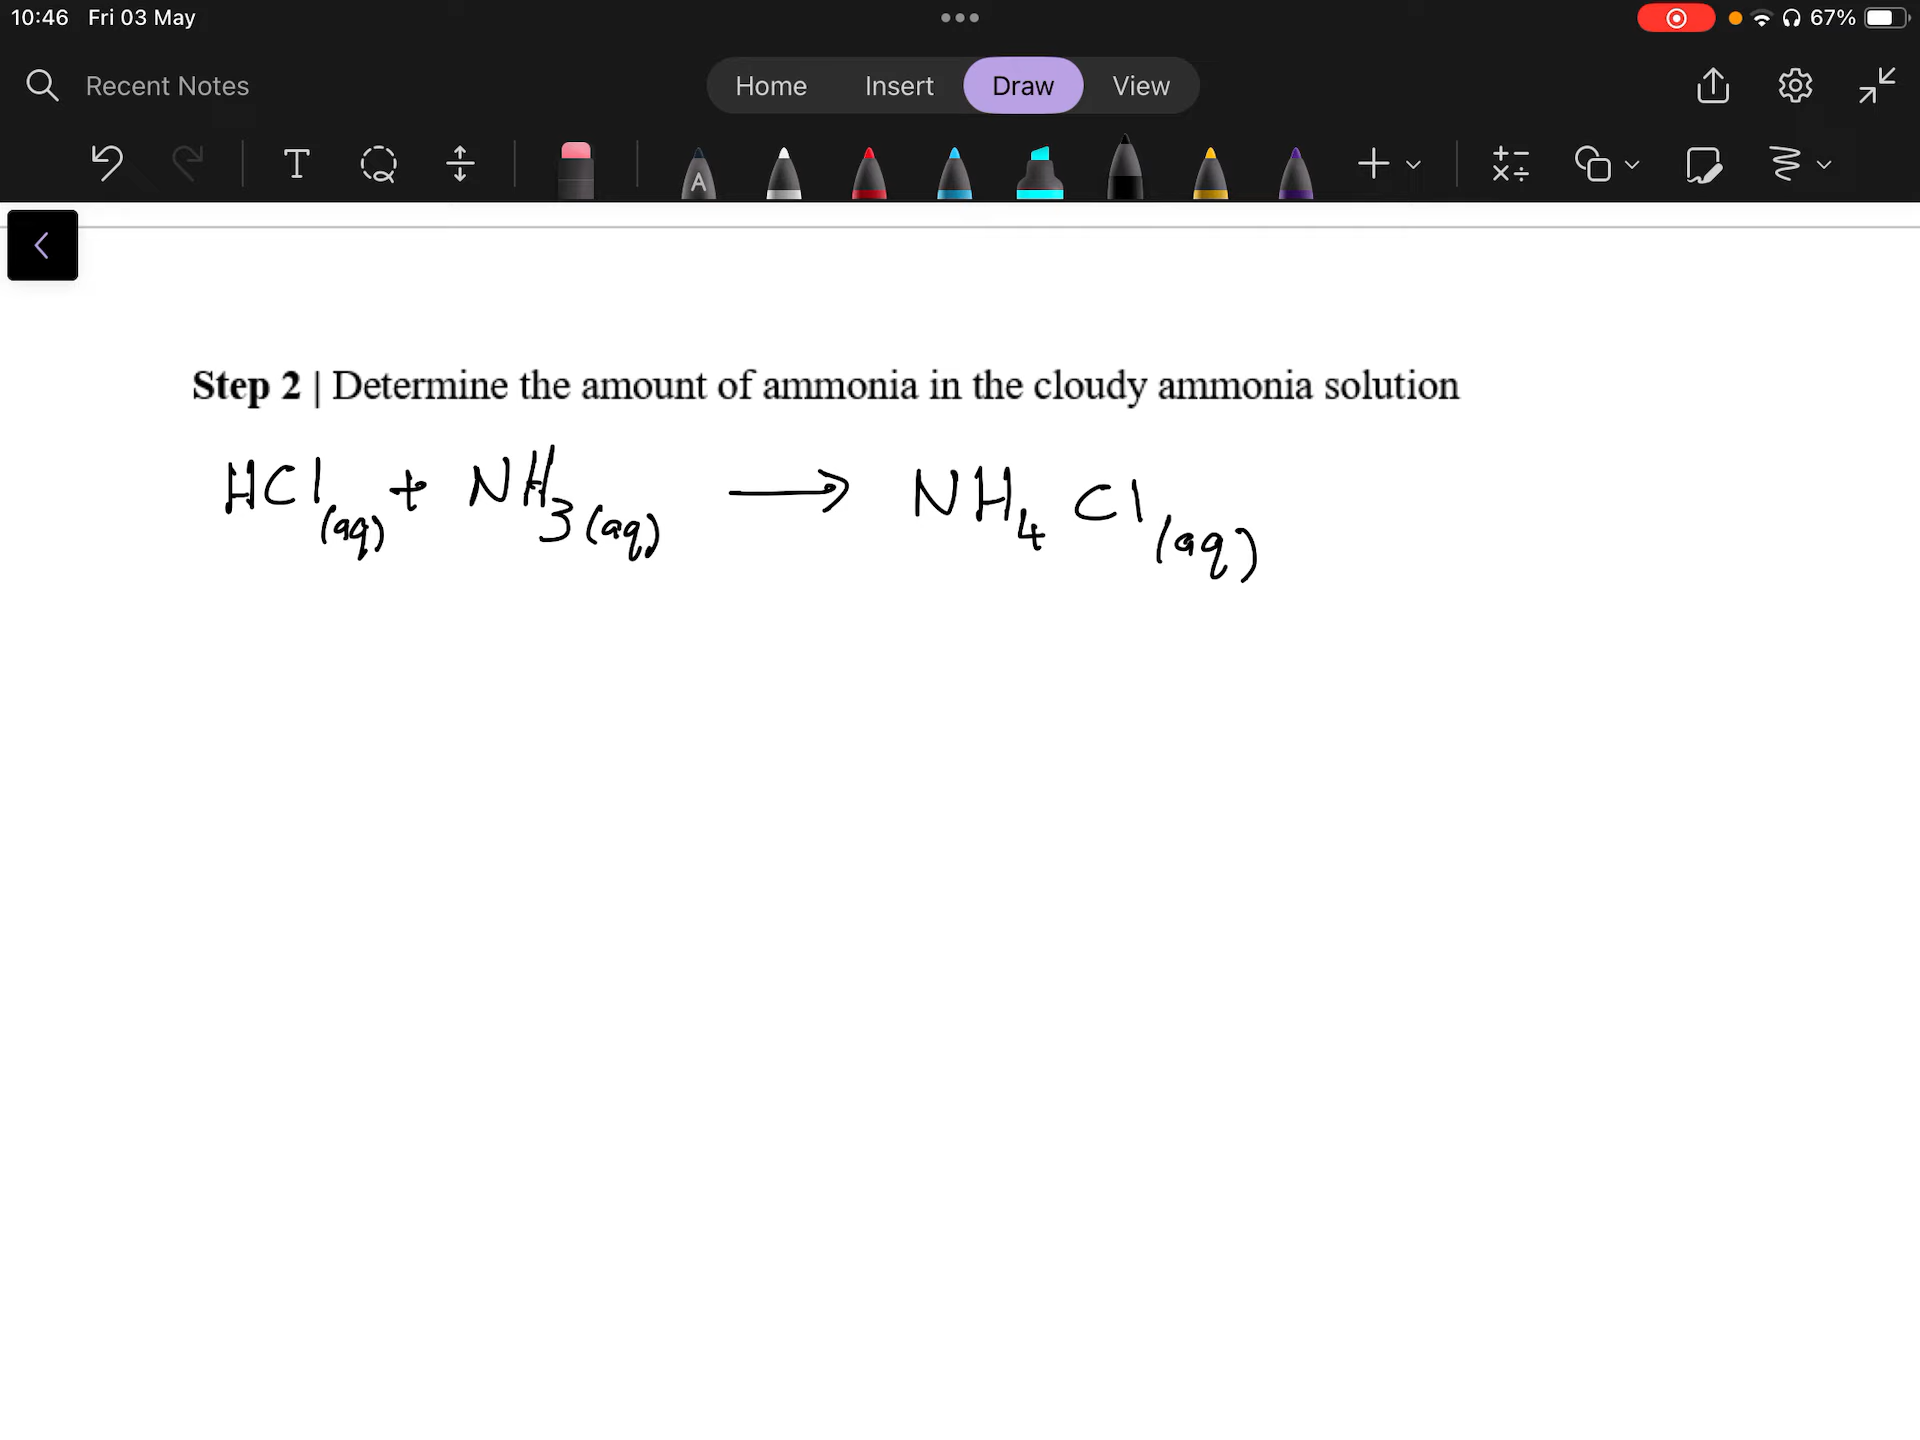 10:46 Fri 03 May 67%
Recent Notes Home Insert Draw View
T A
Step 2 | Determine the amount of ammonia in the cloudy ammonia solution
HCl(aq) + NH3(aq) → NH4Cl(aq)